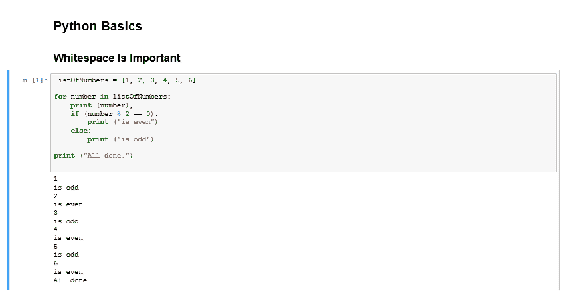 Python Basics
Whitespace Is Important
In [1]: listOfNumbers = [1, 2, 3, 4, 5, 6]
for number in listOfNumbers:
print (number),
if (number % 2 == 0):
print ("is even")
else:
print ("is odd")
print ("All done.")
1
is odd
2
is even
3
is odd
4
is even
5
is odd
6
is even
All done.